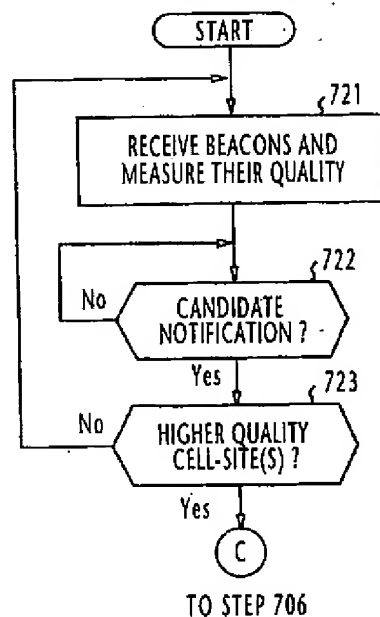 START
721
RECEIVE BEACONS AND
MEASURE THEIR QUALITY
722
No
CANDIDATE
NOTIFICATION ?
Yes
723
No
HIGHER QUALITY
CELL-SITE(S) ?
Yes
C
TO STEP 706